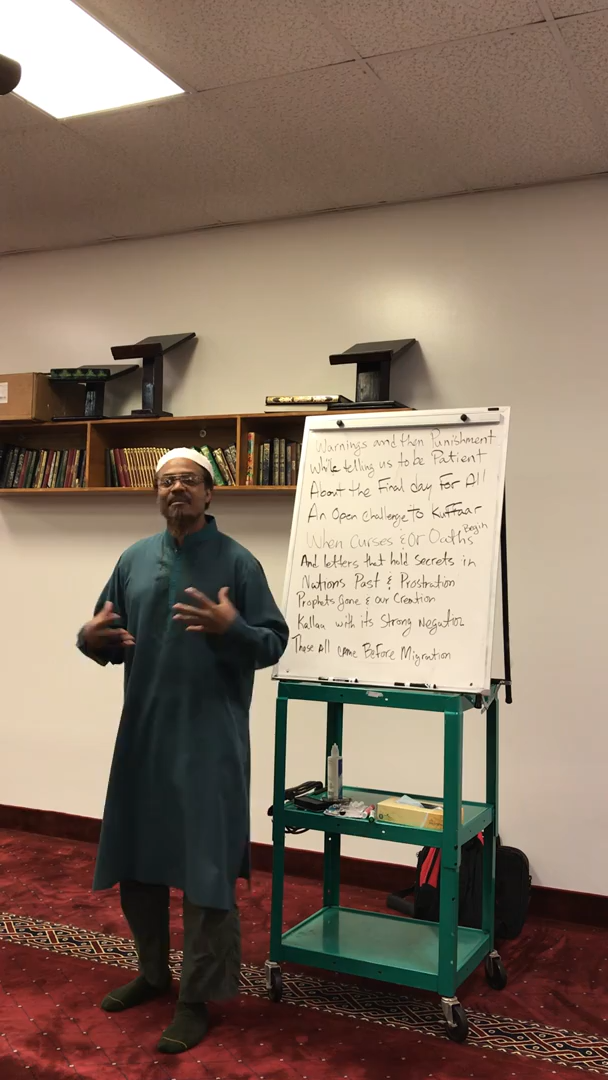 Warnings and then Punishment
While telling us to be Patient
About the Final day For All
An Open Challenge to Kuffaar
When Curses & Or Oaths Begin
And letters that hold secrets in
Nations Past & Prostration
Prophets gone & our Creation
Kallaa with its Strong Negation
These All came Before Migration